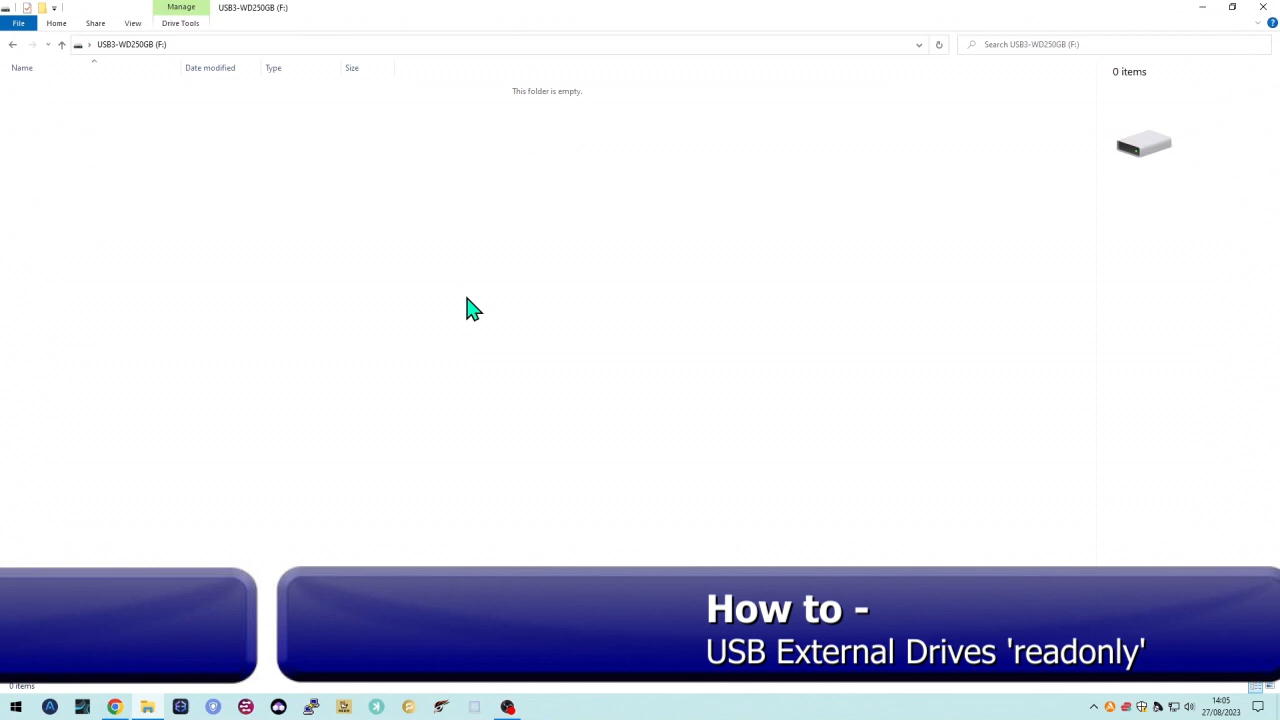 Manage
USB3-WD250GB (F:)
File
Home
Share
View
Drive Tools
USB3-WD250GB (F:)
Search USB3-WD250GB (F:)
Name
Date modified
Type
Size
0 items
This folder is empty.
How to -
USB External Drives 'readonly'
0 items
14:05
27/08/2023